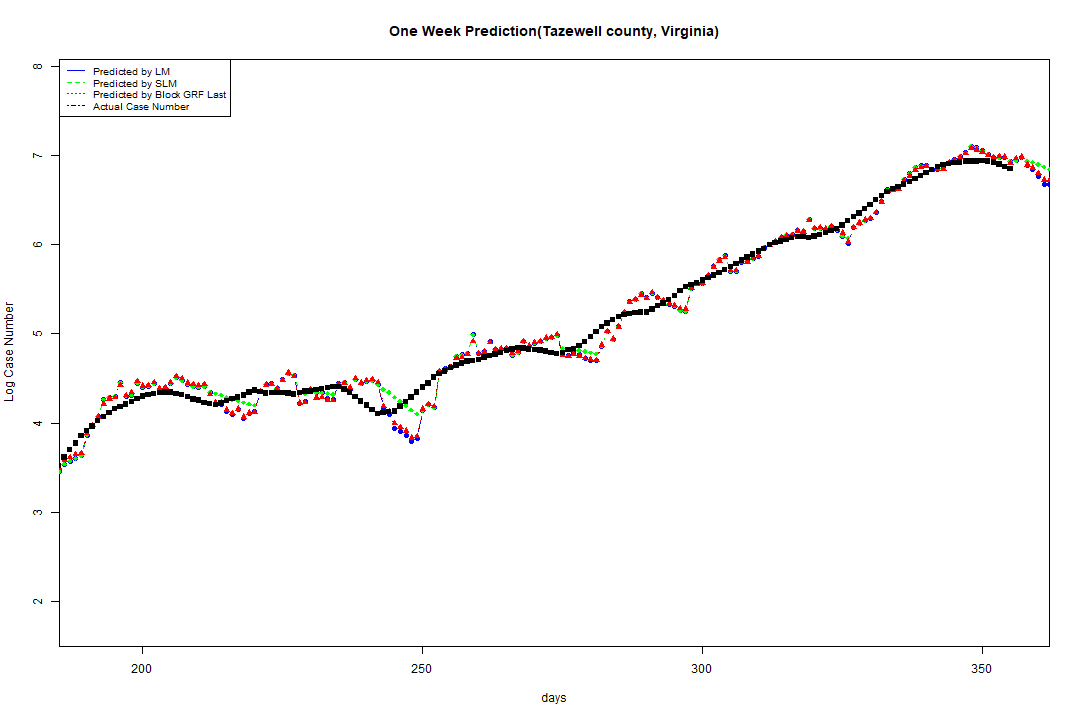 One Week Prediction(Tazewell county, Virginia)
Predicted by LM
Predicted by SLM
Predicted by Block GRF Last
Actual Case Number
8
7
6
5
4
3
2
Log Case Number
200
250
300
350
days